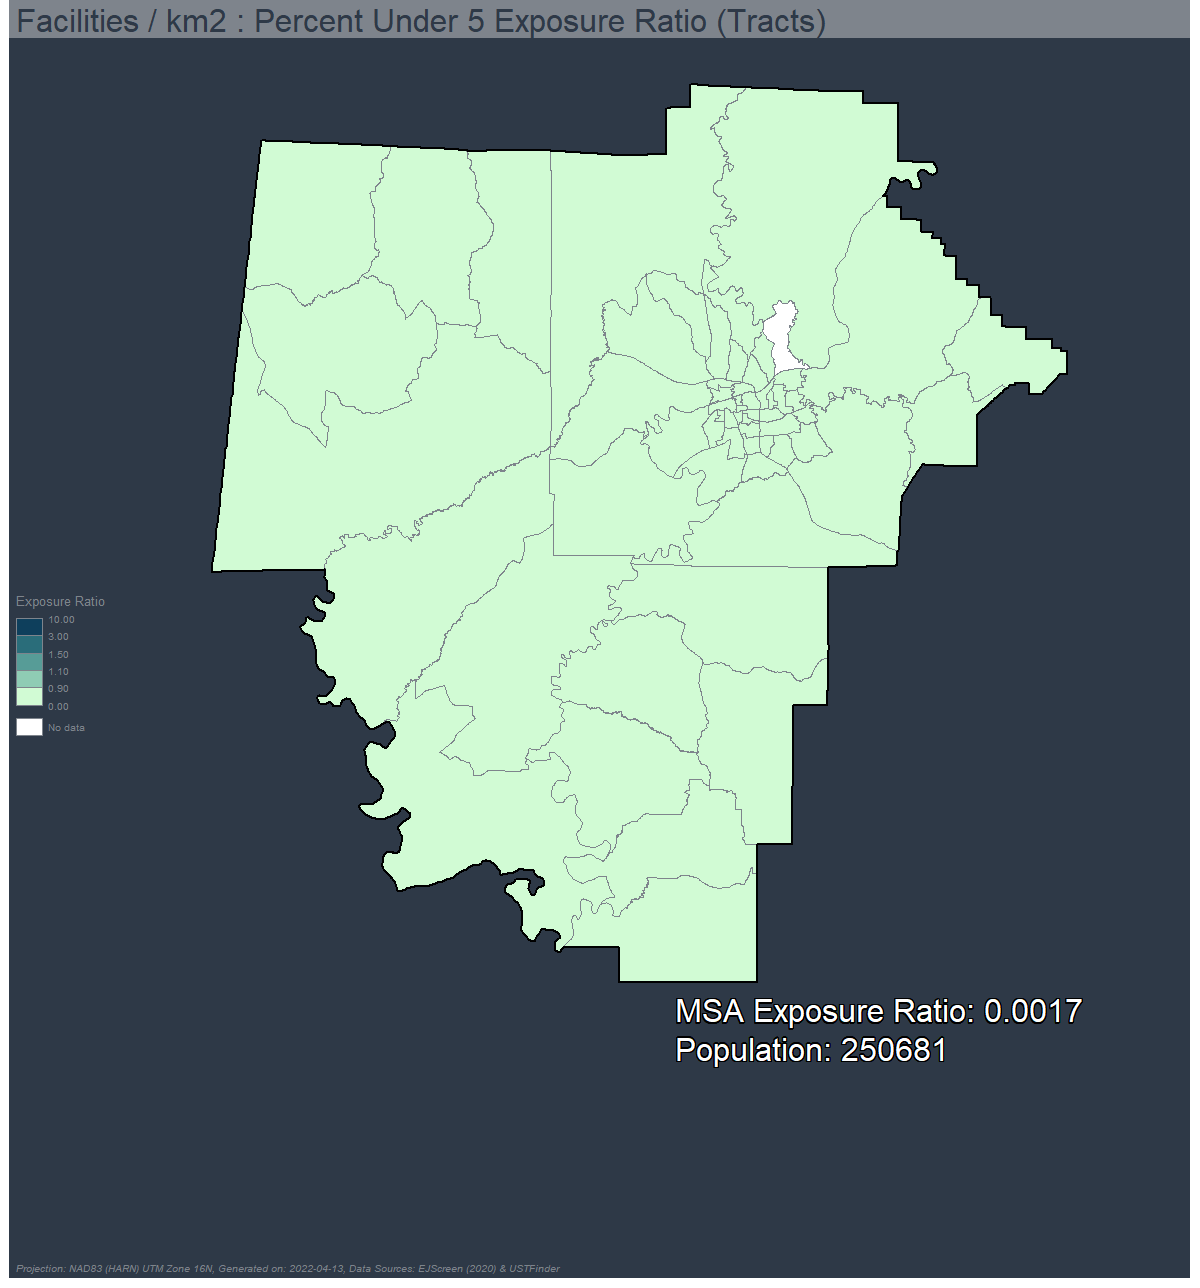 Facilities / km2 : Percent Under 5 Exposure Ratio (Tracts)
Exposure Ratio
10.00
3.00
1.50
1.10
0.90
0.00
No data
MSA Exposure Ratio: 0.0017
Population: 250681
Projection: NAD83 (HARN) UTM Zone 16N, Generated on: 2022-04-13, Data Sources: EJScreen (2020) & USTFinder